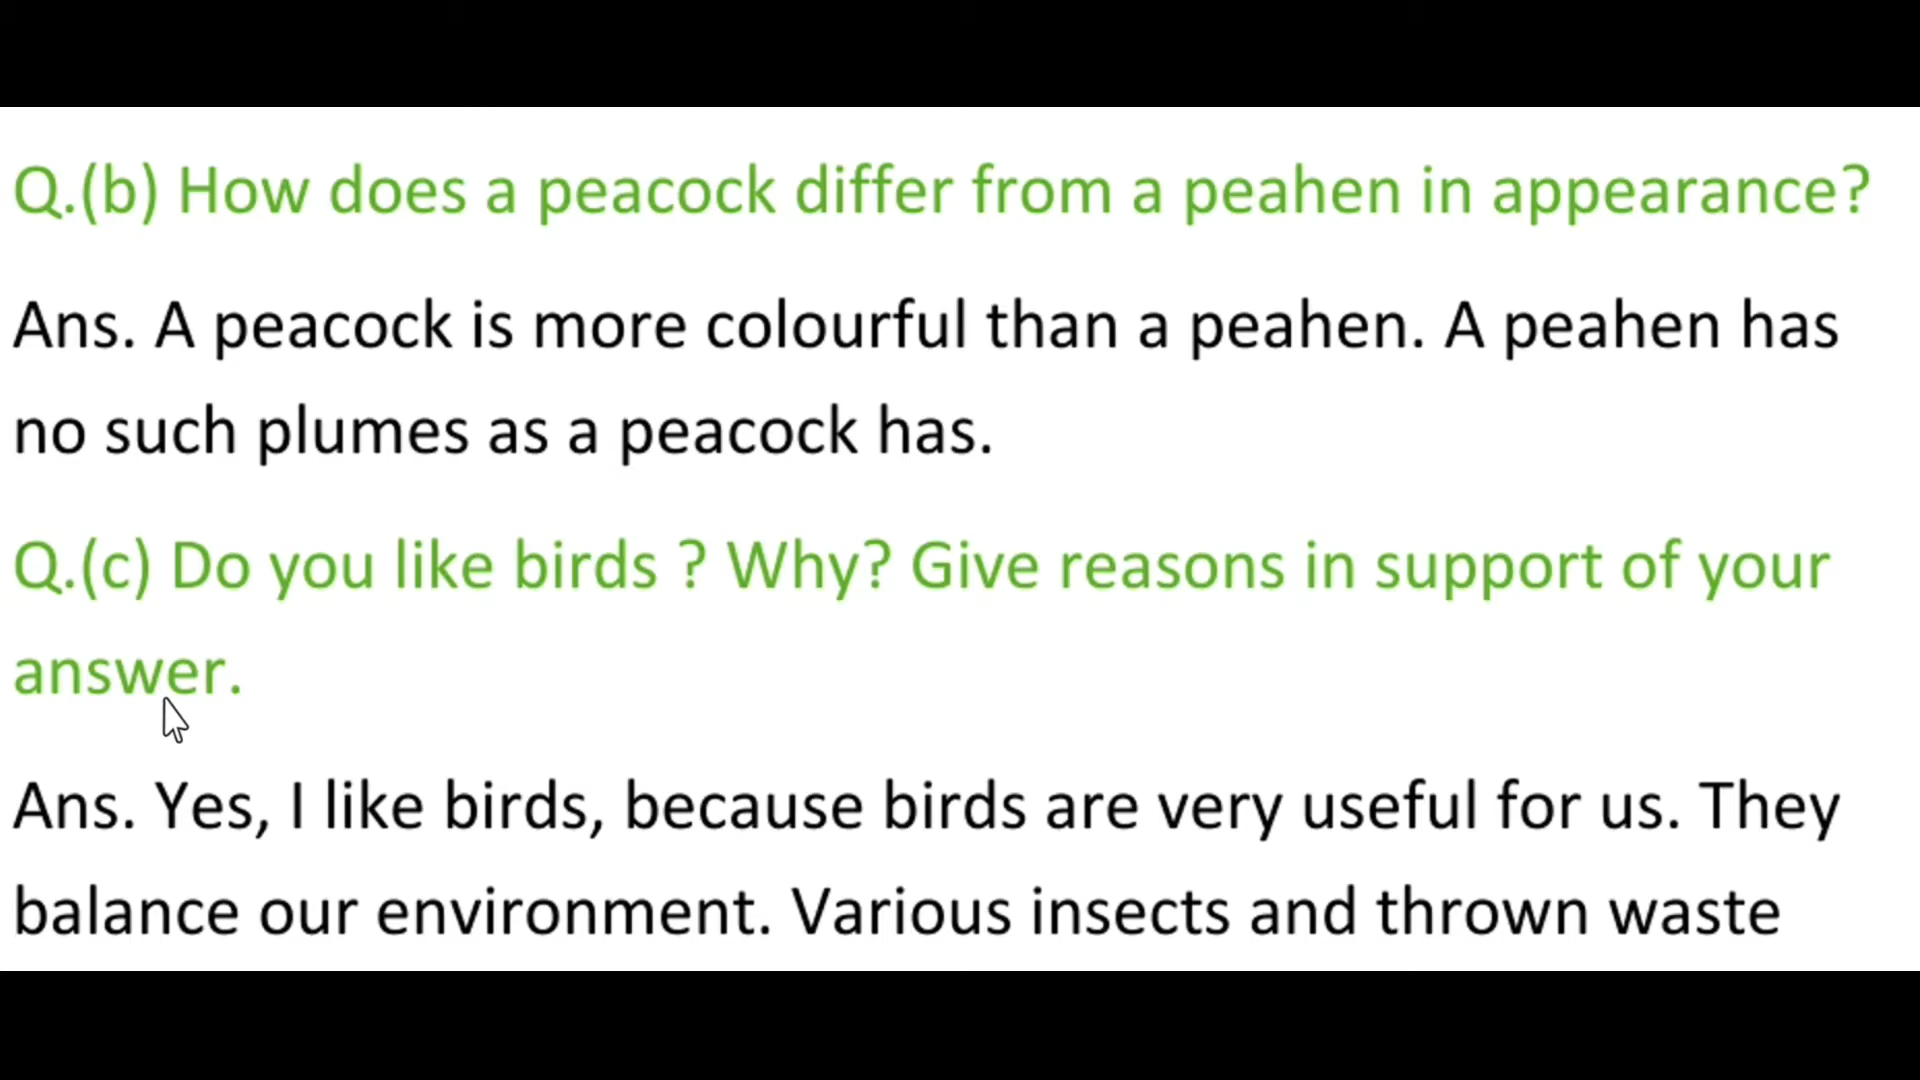 Q.(b) How does a peacock differ from a peahen in appearance?
Ans. A peacock is more colourful than a peahen. A peahen has
no such plumes as a peacock has.
Q.(c) Do you like birds ? Why? Give reasons in support of your
answer.
Ans. Yes, I like birds, because birds are very useful for us. They
balance our environment. Various insects and thrown waste